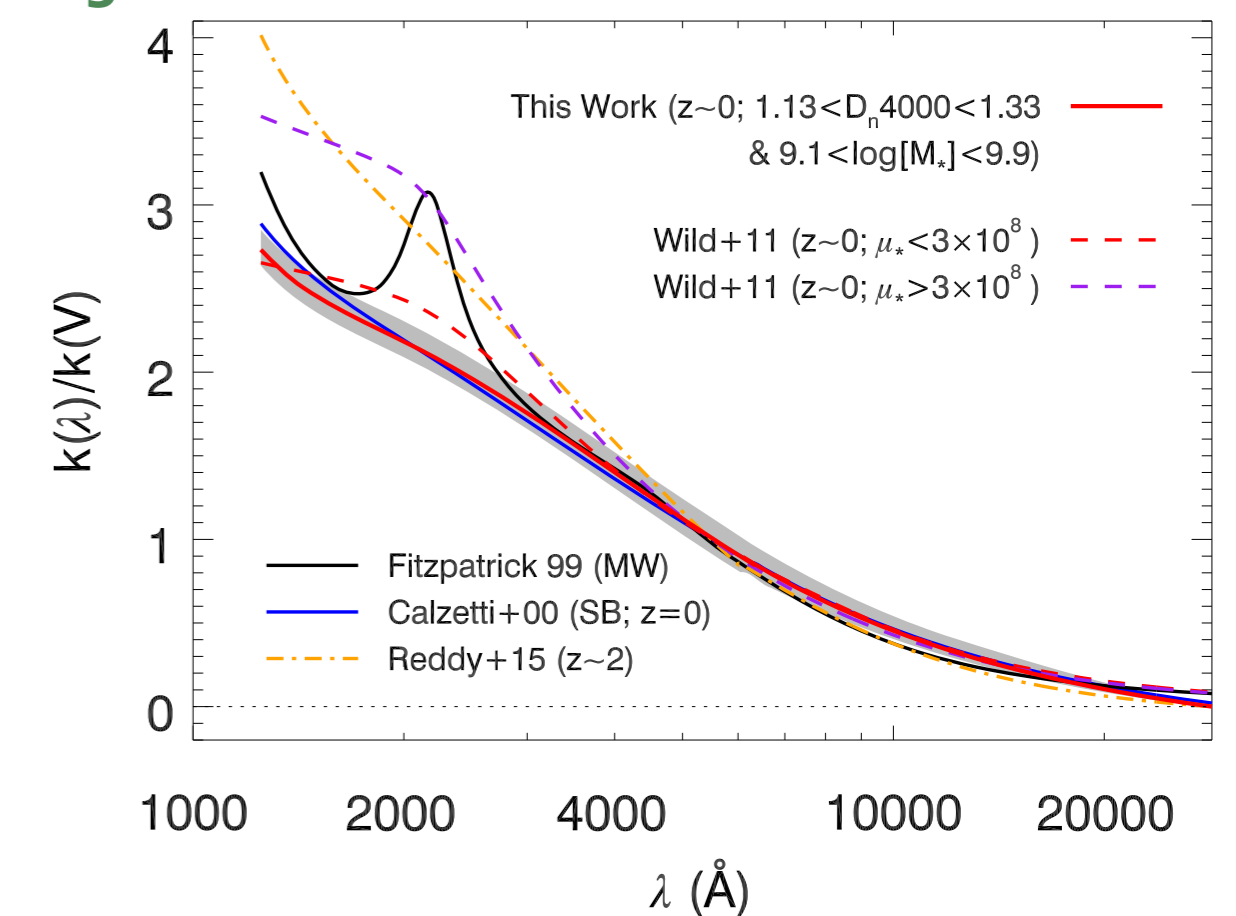 4
3
2
1
0
k(λ)/k(V)
This Work (z~0; 1.13<Dn4000<1.33
& 9.1<log[M*]<9.9)
Wild+11 (z~0; μ*<3×10^8 )
Wild+11 (z~0; μ*>3×10^8 )
Fitzpatrick 99 (MW)
Calzetti+00 (SB; z=0)
Reddy+15 (z~2)
1000 2000 4000 10000 20000
λ (Å)